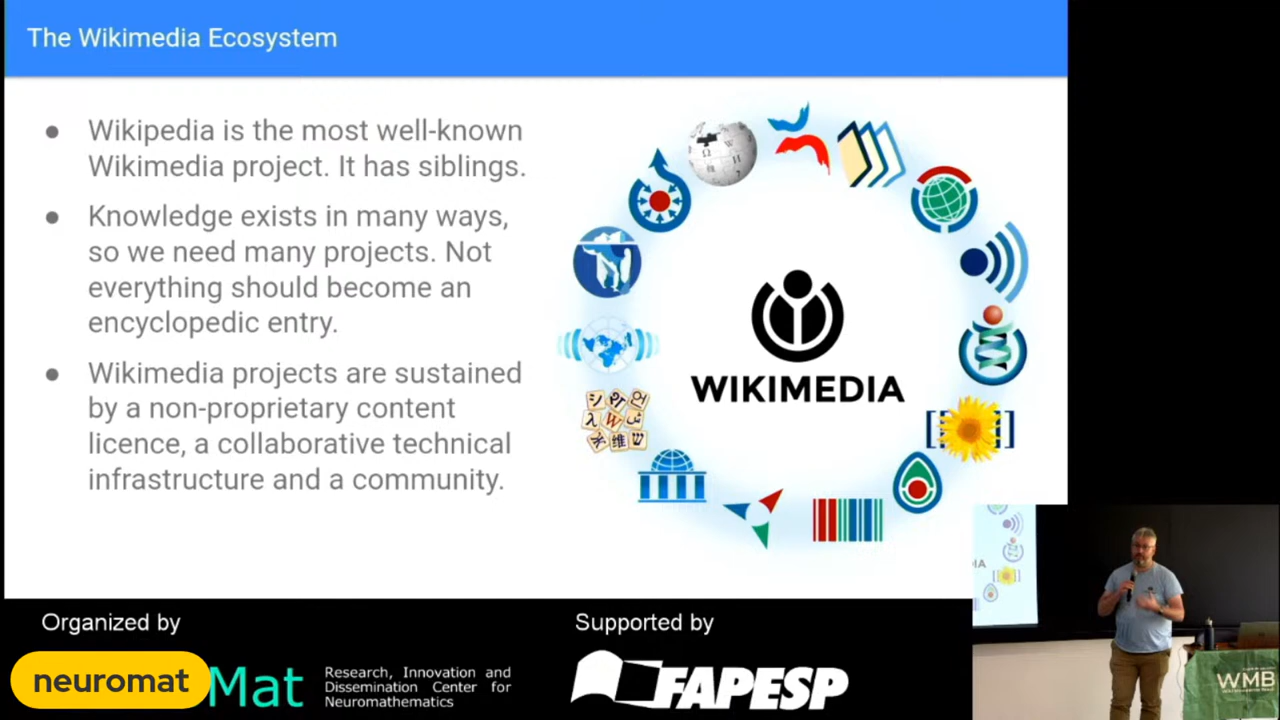 The Wikimedia Ecosystem
● Wikipedia is the most well-known
Wikimedia project. It has siblings.
● Knowledge exists in many ways,
so we need many projects. Not
everything should become an
encyclopedic entry.
● Wikimedia projects are sustained
by a non-proprietary content
licence, a collaborative technical
infrastructure and a community.
WIKIMEDIA
Organized by
neuromat
Mat
Research, Innovation and
Dissemination Center for
Neuromathematics
Supported by
FAPESP
IA
WMB